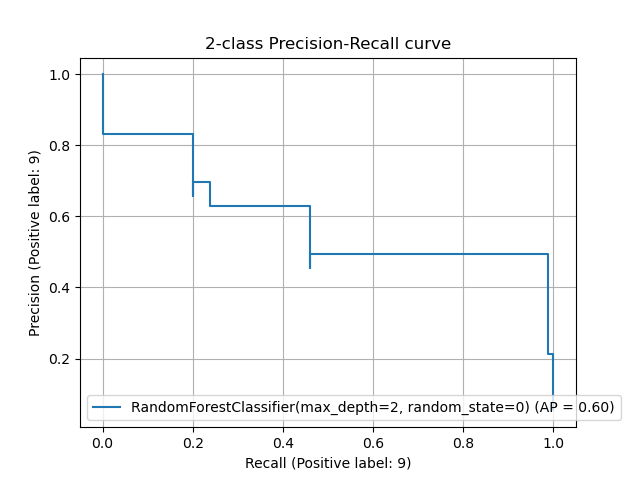 2-class Precision-Recall curve
Precision (Positive label: 9)
1.0
0.8
0.6
0.4
0.2
RandomForestClassifier(max_depth=2, random_state=0) (AP = 0.60)
0.0 0.2 0.4 0.6 0.8 1.0
Recall (Positive label: 9)